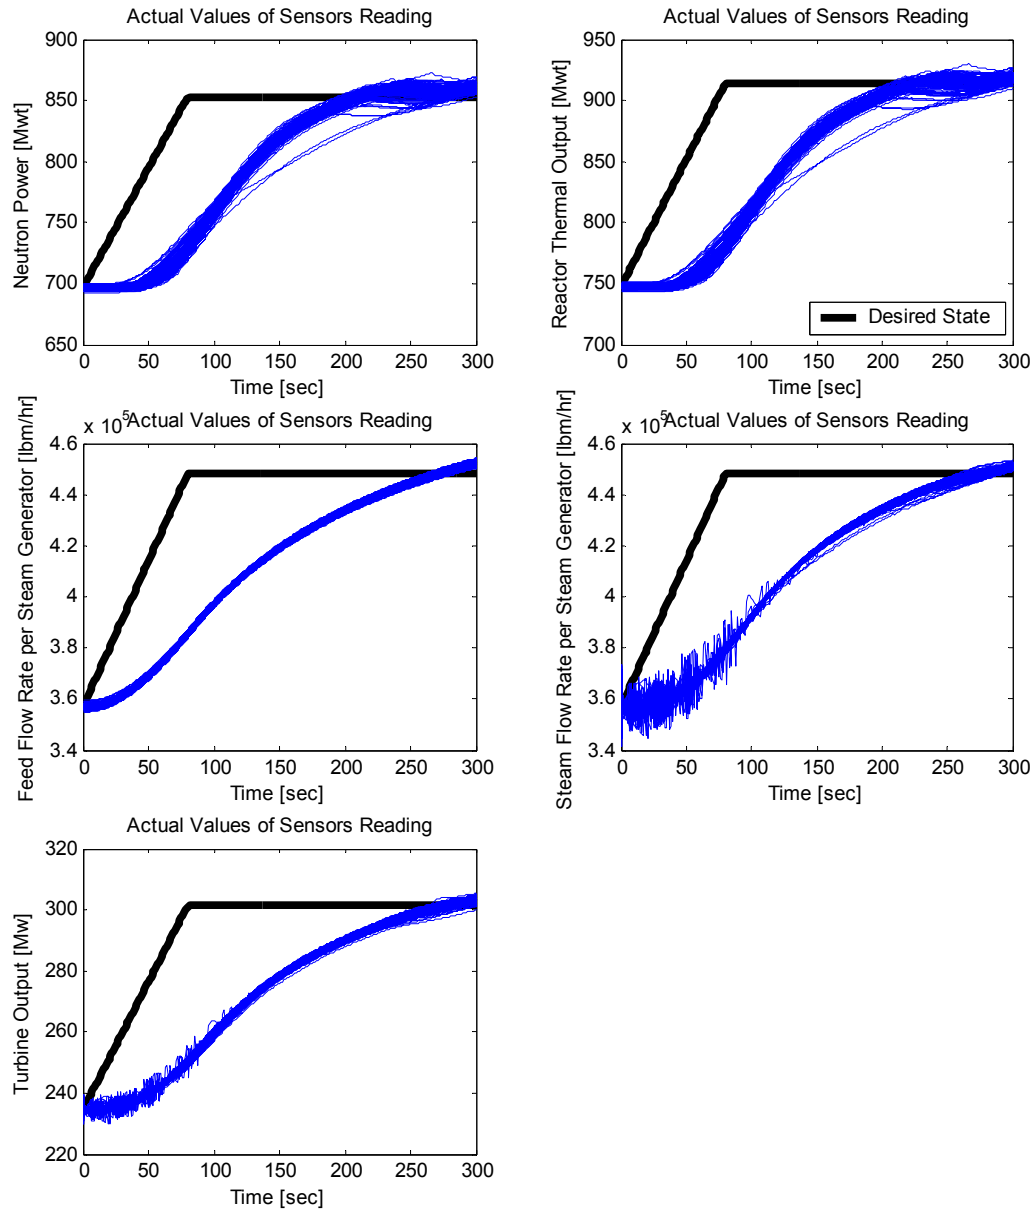 Actual Values of Sensors Reading
900
850
800
750
700
650
Neutron Power [Mwt]
0 50 100 150 200 250 300
Time [sec]
Actual Values of Sensors Reading
950
900
850
800
750
700
Reactor Thermal Output [Mwt]
Desired State
0 50 100 150 200 250 300
Time [sec]
x 10^5
Actual Values of Sensors Reading
4.6
4.4
4.2
4
3.8
3.6
3.4
Feed Flow Rate per Steam Generator [lbm/hr]
0 50 100 150 200 250 300
Time [sec]
x 10^5
Actual Values of Sensors Reading
4.6
4.4
4.2
4
3.8
3.6
3.4
Steam Flow Rate per Steam Generator [lbm/hr]
0 50 100 150 200 250 300
Time [sec]
Actual Values of Sensors Reading
320
300
280
260
240
220
Turbine Output [Mw]
0 50 100 150 200 250 300
Time [sec]